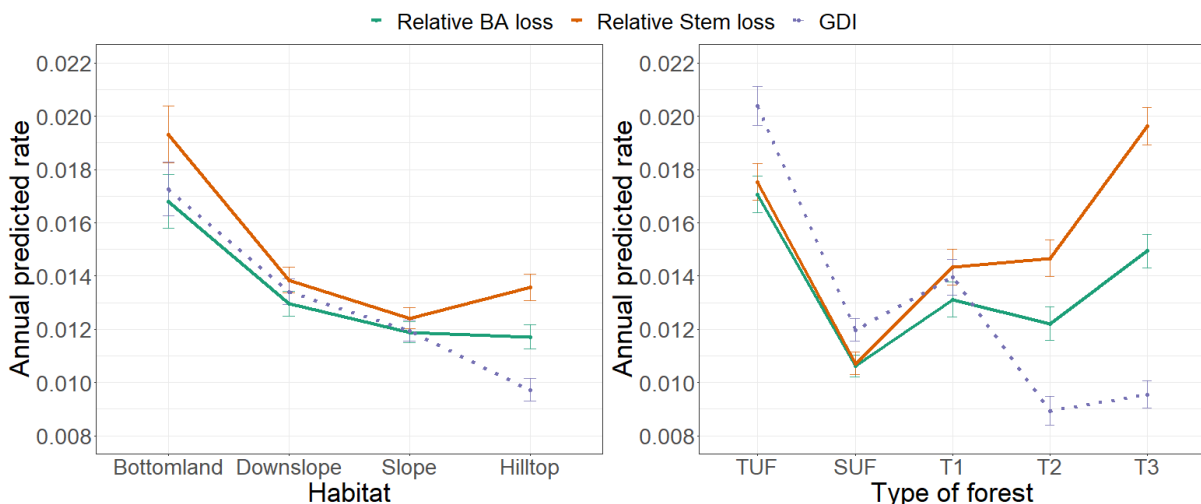 Relative BA loss Relative Stem loss GDI
Annual predicted rate
0.022
0.020
0.018
0.016
0.014
0.012
0.010
0.008
Bottomland Downslope Slope Hilltop
Habitat
Annual predicted rate
0.022
0.020
0.018
0.016
0.014
0.012
0.010
0.008
TUF SUF T1 T2 T3
Type of forest